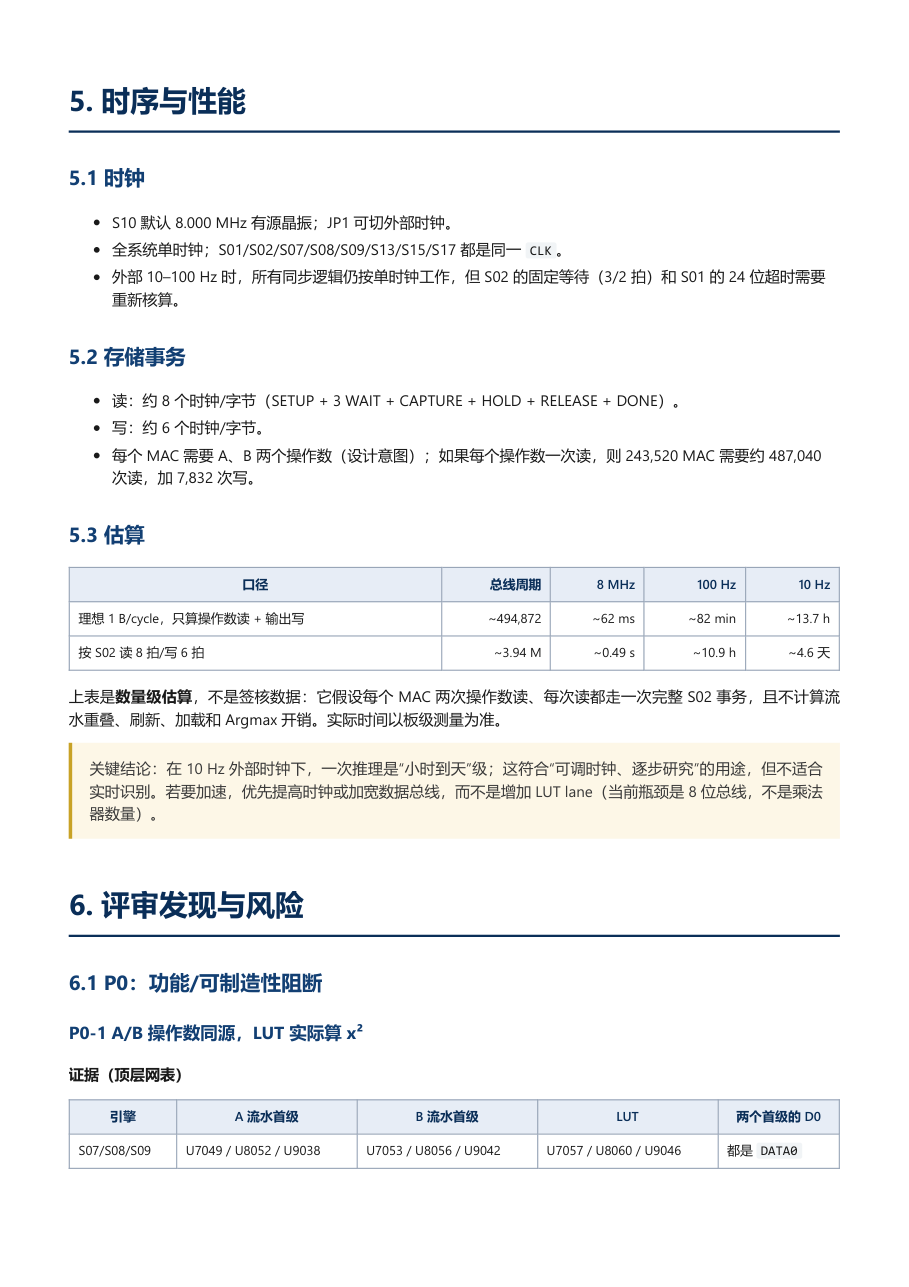 5. 时序与性能
5.1 时钟
• S10 默认 8.000 MHz 有源晶振；JP1 可切外部时钟。
• 全系统单时钟；S01/S02/S07/S08/S09/S13/S15/S17 都是同一 CLK。
• 外部 10–100 Hz 时，所有同步逻辑仍按单时钟工作，但 S02 的固定等待（3/2 拍）和 S01 的 24 位超时需要
重新核算。
5.2 存储事务
• 读：约 8 个时钟/字节（SETUP + 3 WAIT + CAPTURE + HOLD + RELEASE + DONE）。
• 写：约 6 个时钟/字节。
• 每个 MAC 需要 A、B 两个操作数（设计意图）；如果每个操作数一次读，则 243,520 MAC 需要约 487,040
次读，加 7,832 次写。
5.3 估算
口径 总线周期 8 MHz 100 Hz 10 Hz
理想 1 B/cycle，只算操作数读 + 输出写 ~494,872 ~62 ms ~82 min ~13.7 h
按 S02 读 8 拍/写 6 拍 ~3.94 M ~0.49 s ~10.9 h ~4.6 天
上表是数量级估算，不是签核数据：它假设每个 MAC 两次操作数读、每次读都走一次完整 S02 事务，且不计算流
水重叠、刷新、加载和 Argmax 开销。实际时间以板级测量为准。
关键结论：在 10 Hz 外部时钟下，一次推理是“小时到天”级；这符合“可调时钟、逐步研究”的用途，但不适合
实时识别。若要加速，优先提高时钟或加宽数据总线，而不是增加 LUT lane（当前瓶颈是 8 位总线，不是乘法
器数量）。
6. 评审发现与风险
6.1 P0：功能/可制造性阻断
P0-1 A/B 操作数同源，LUT 实际算 x²
证据（顶层网表）
引擎 A 流水首级 B 流水首级 LUT 两个首级的 D0
S07/S08/S09 U7049 / U8052 / U9038 U7053 / U8056 / U9042 U7057 / U8060 / U9046 都是 DATA0